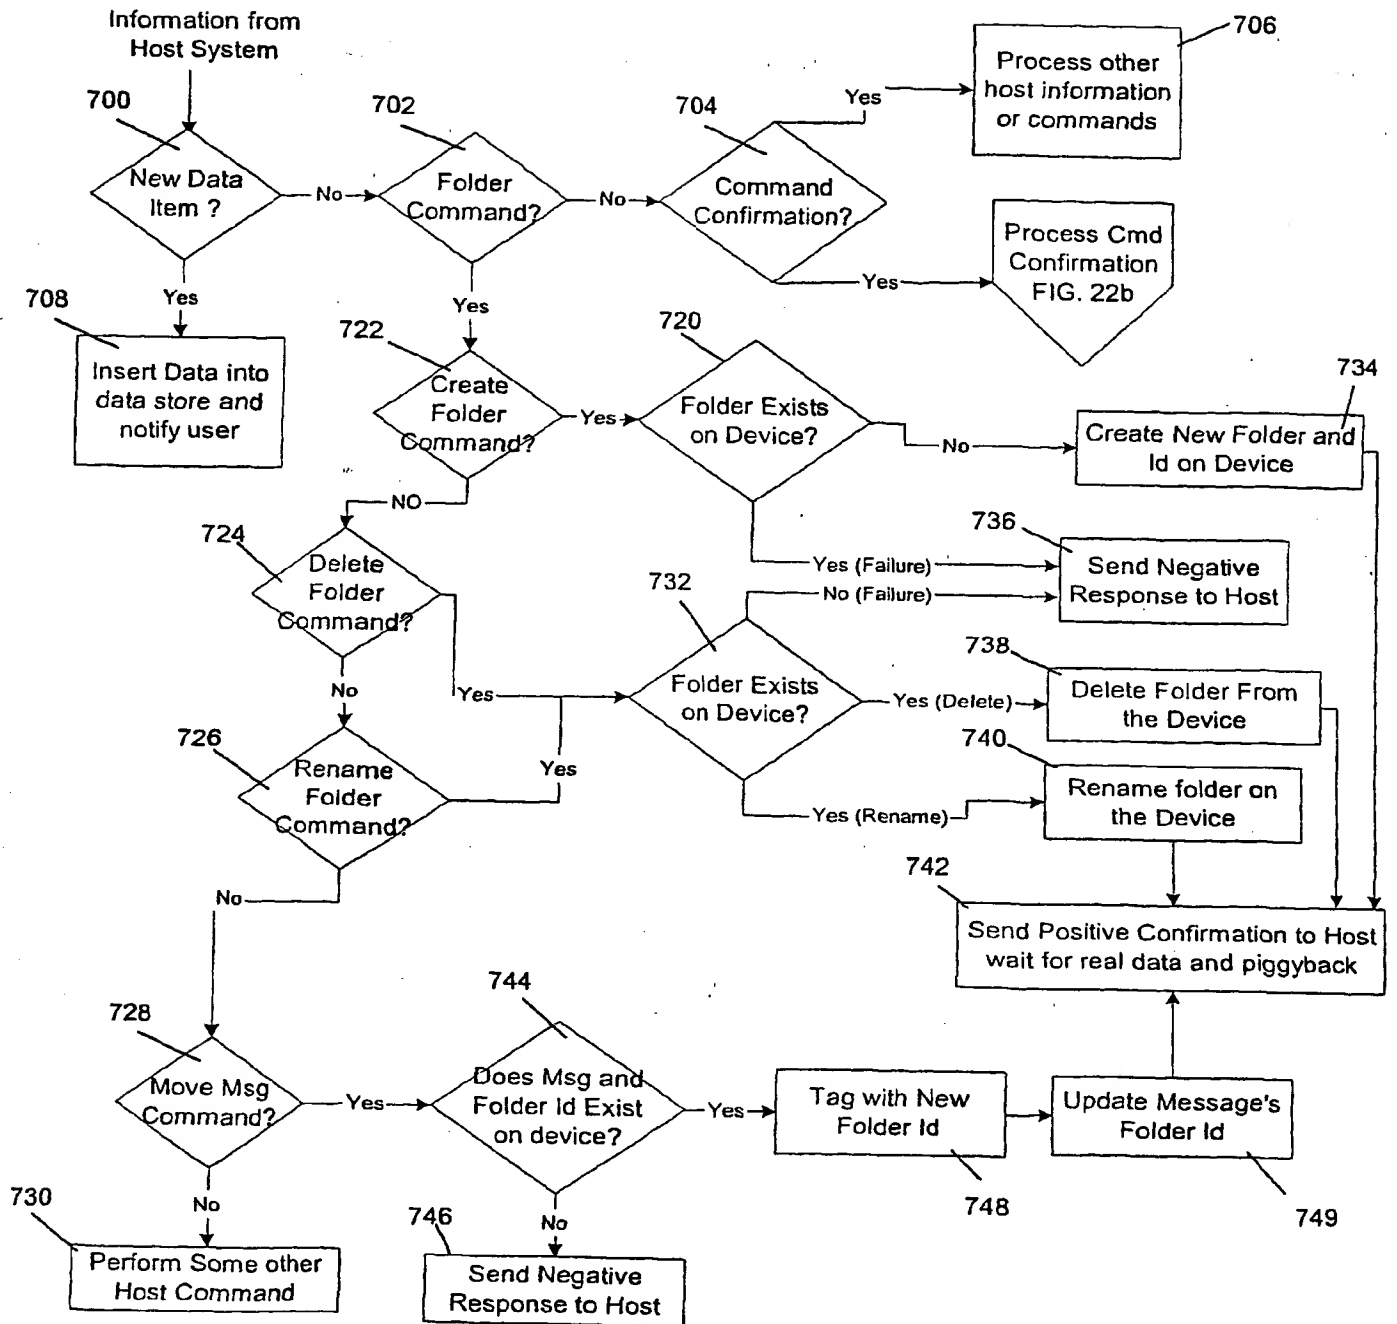 Information from
Host System
700
New Data
Item ?
No
702
Folder
Command?
No
704
Command
Confirmation?
Yes
706
Process other
host information
or commands
Yes
Process Cmd
Confirmation
FIG. 22b
Yes
708
Insert Data into
data store and
notify user
Yes
722
Create
Folder
Command?
Yes
720
Folder Exists
on Device?
No
734
Create New Folder and
Id on Device
NO
724
Delete
Folder
Command?
Yes (Failure)
No (Failure)
736
Send Negative
Response to Host
732
Folder Exists
on Device?
Yes
No
Yes (Delete)
738
Delete Folder From
the Device
726
Rename
Folder
Command?
Yes
Yes (Rename)
740
Rename folder on
the Device
No
742
Send Positive Confirmation to Host
wait for real data and piggyback
728
Move Msg
Command?
Yes
744
Does Msg and
Folder Id Exist
on device?
Yes
Tag with New
Folder Id
748
Update Message's
Folder Id
749
No
730
Perform Some other
Host Command
No
746
Send Negative
Response to Host